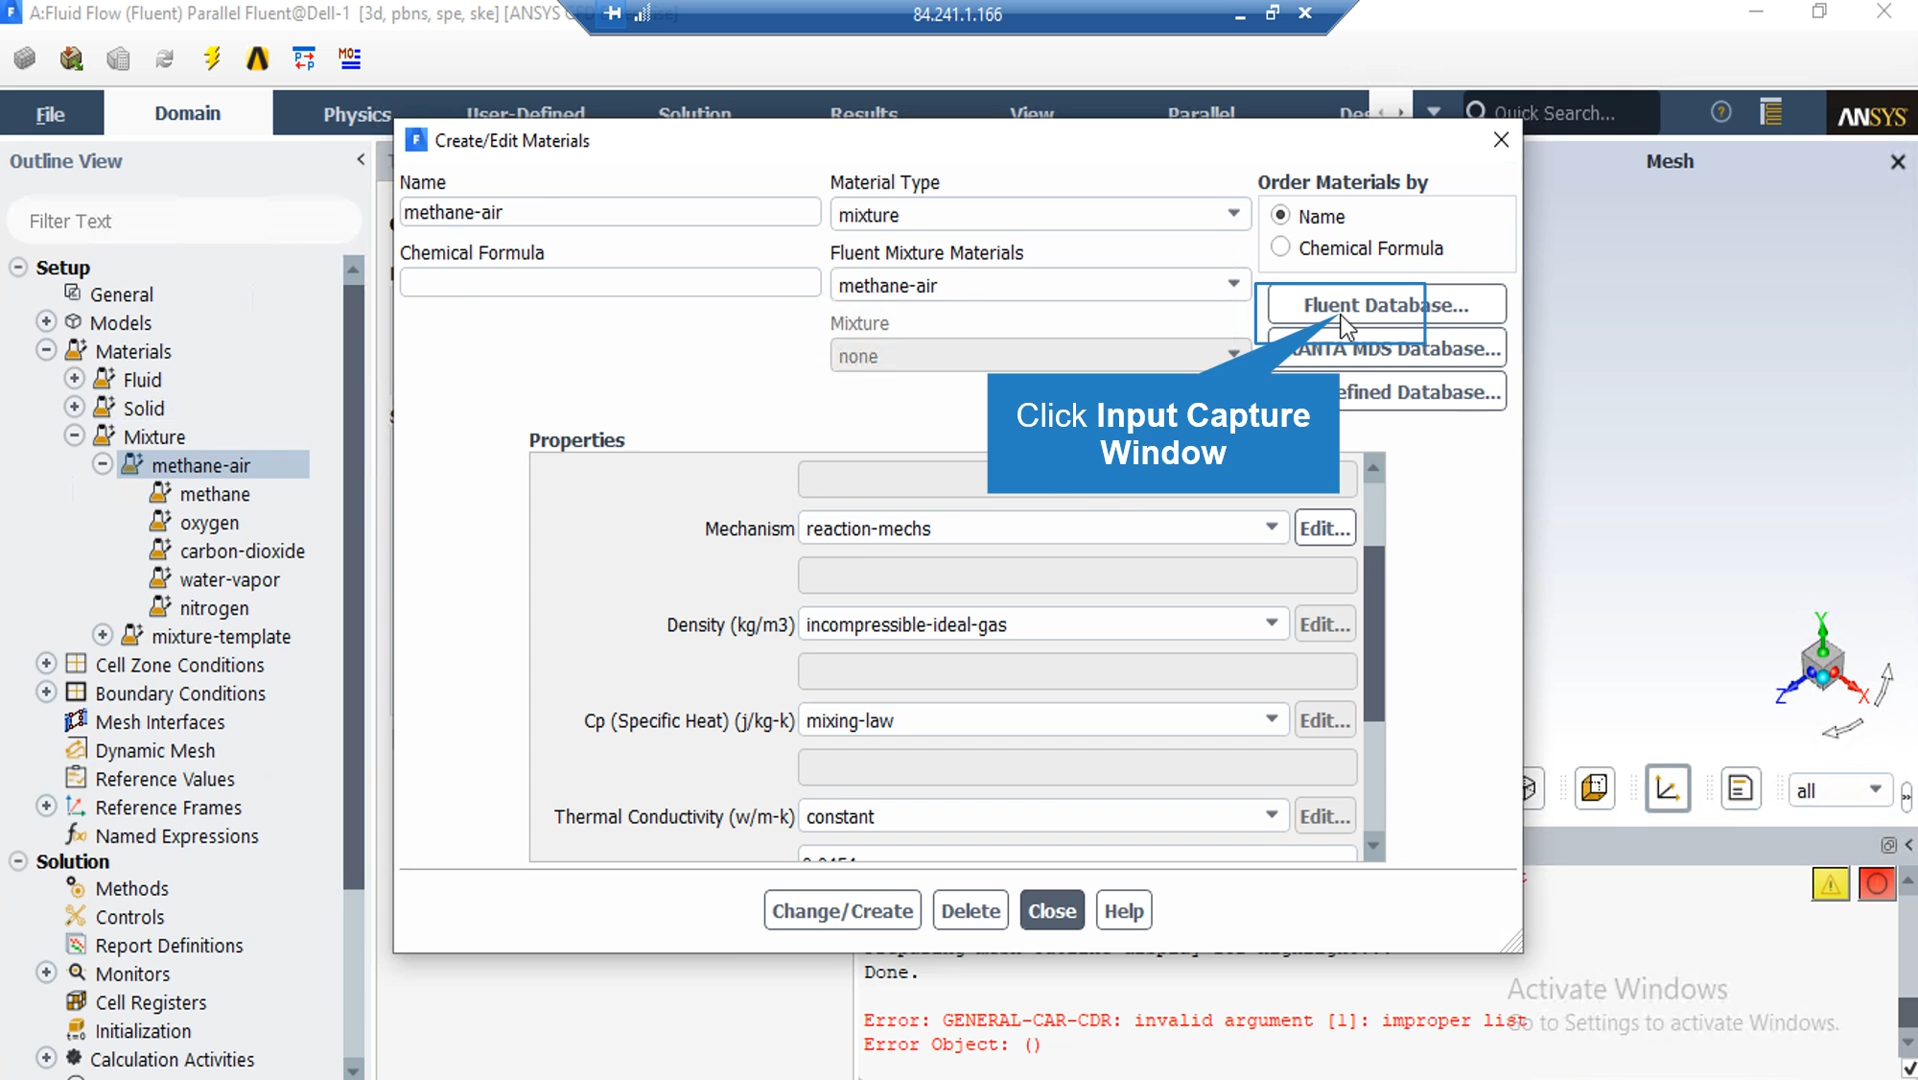 A:Fluid Flow (Fluent) Parallel Fluent@Dell-1 [3d, pbns, spe, ske] [ANSYS
84.241.1.166
MO:
File
Domain
Physics
User-Defined
Solution
Results
View
Parallel
Quick Search...
ANSYS
Outline View
Create/Edit Materials
Mesh
Filter Text
Name
methane-air
Chemical Formula
Material Type
mixture
Fluent Mixture Materials
methane-air
Mixture
none
Order Materials by
Name
Chemical Formula
Fluent Database...
ANTA MDS Database...
efined Database...
Click Input Capture
Window
Setup
General
Models
Materials
Fluid
Solid
Mixture
methane-air
methane
oxygen
carbon-dioxide
water-vapor
nitrogen
mixture-template
Cell Zone Conditions
Boundary Conditions
Mesh Interfaces
Dynamic Mesh
Reference Values
Reference Frames
Named Expressions
Solution
Methods
Controls
Report Definitions
Monitors
Cell Registers
Initialization
Calculation Activities
Properties
Mechanism reaction-mechs Edit...
Density (kg/m3) incompressible-ideal-gas Edit...
Cp (Specific Heat) (j/kg-k) mixing-law Edit...
Thermal Conductivity (w/m-k) constant Edit...
Change/Create Delete Close Help
Y
Z
X
all
Done.
Error: GENERAL-CAR-CDR: invalid argument [1]: improper list
Error Object: ()
Activate Windows
Go to Settings to activate Windows.